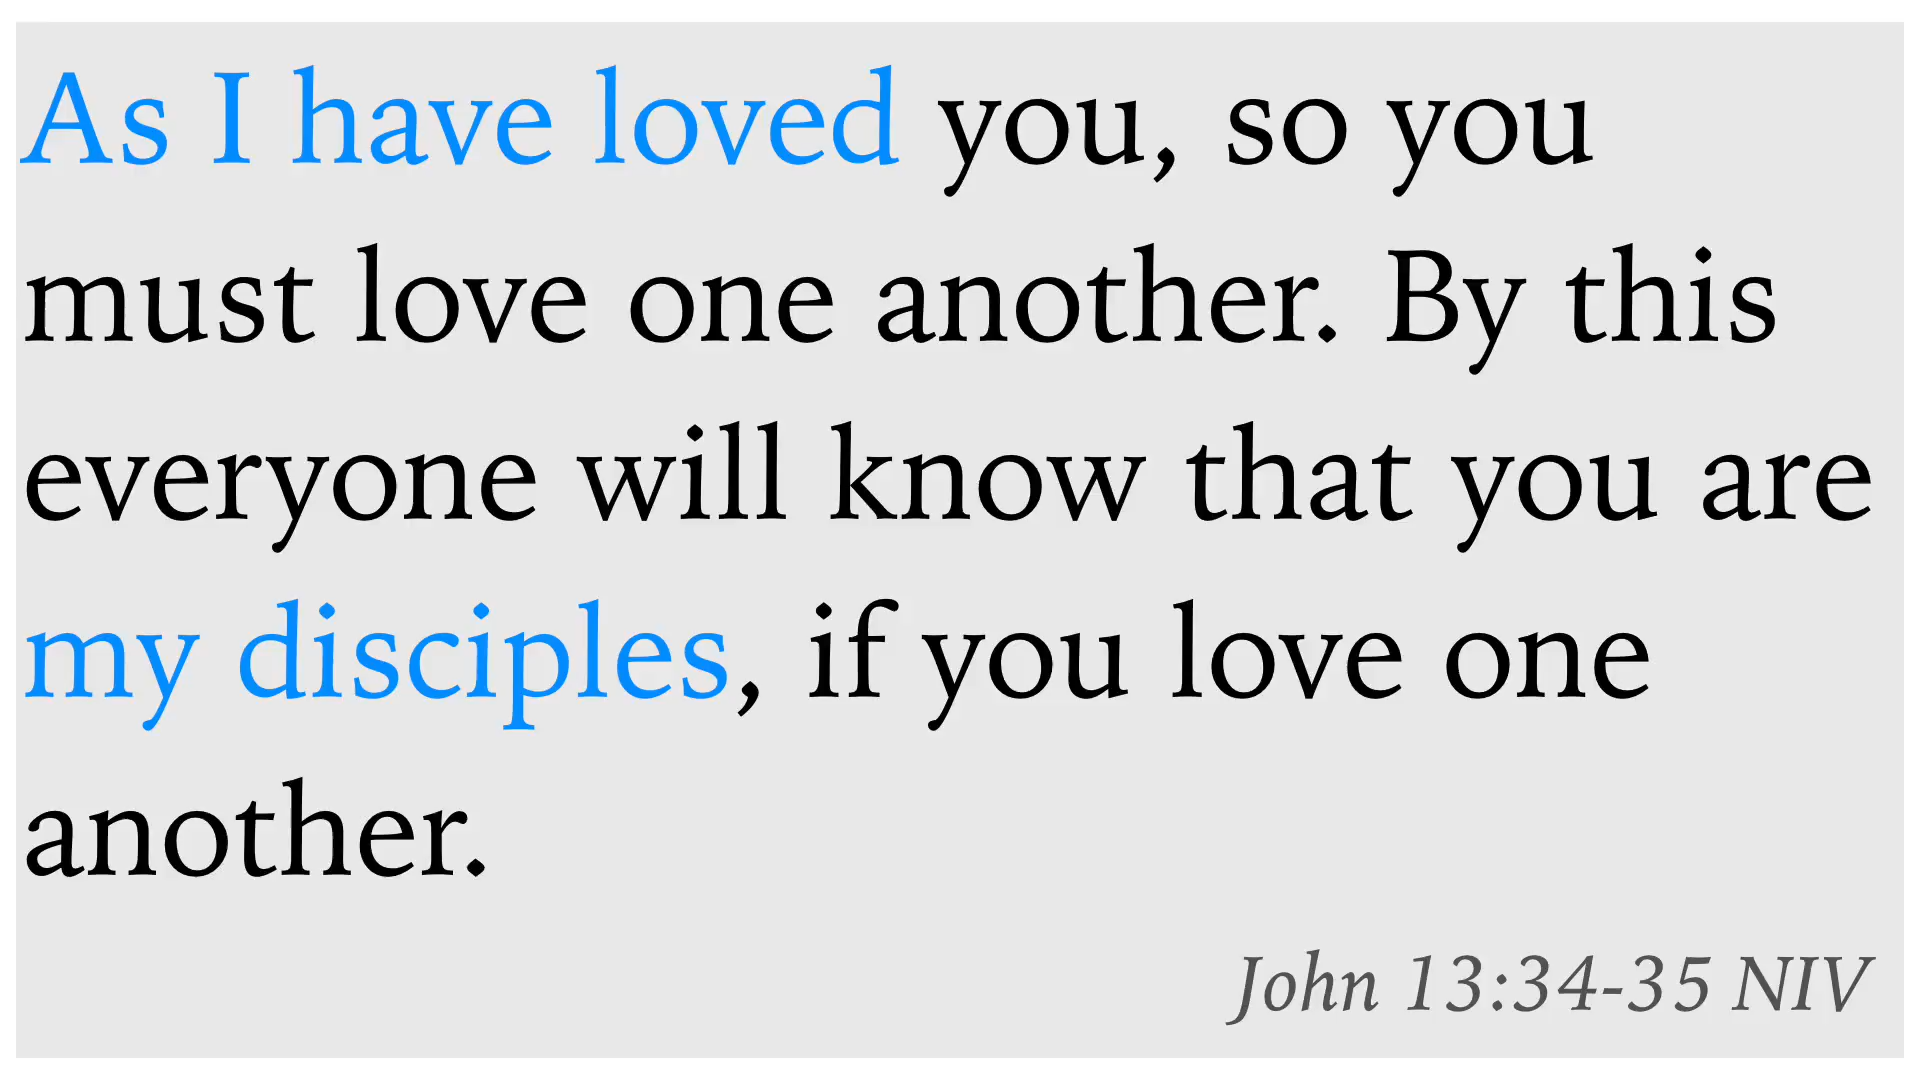 As I have loved you, so you
must love one another. By this
everyone will know that you are
my disciples, if you love one
another.
John 13:34-35 NIV